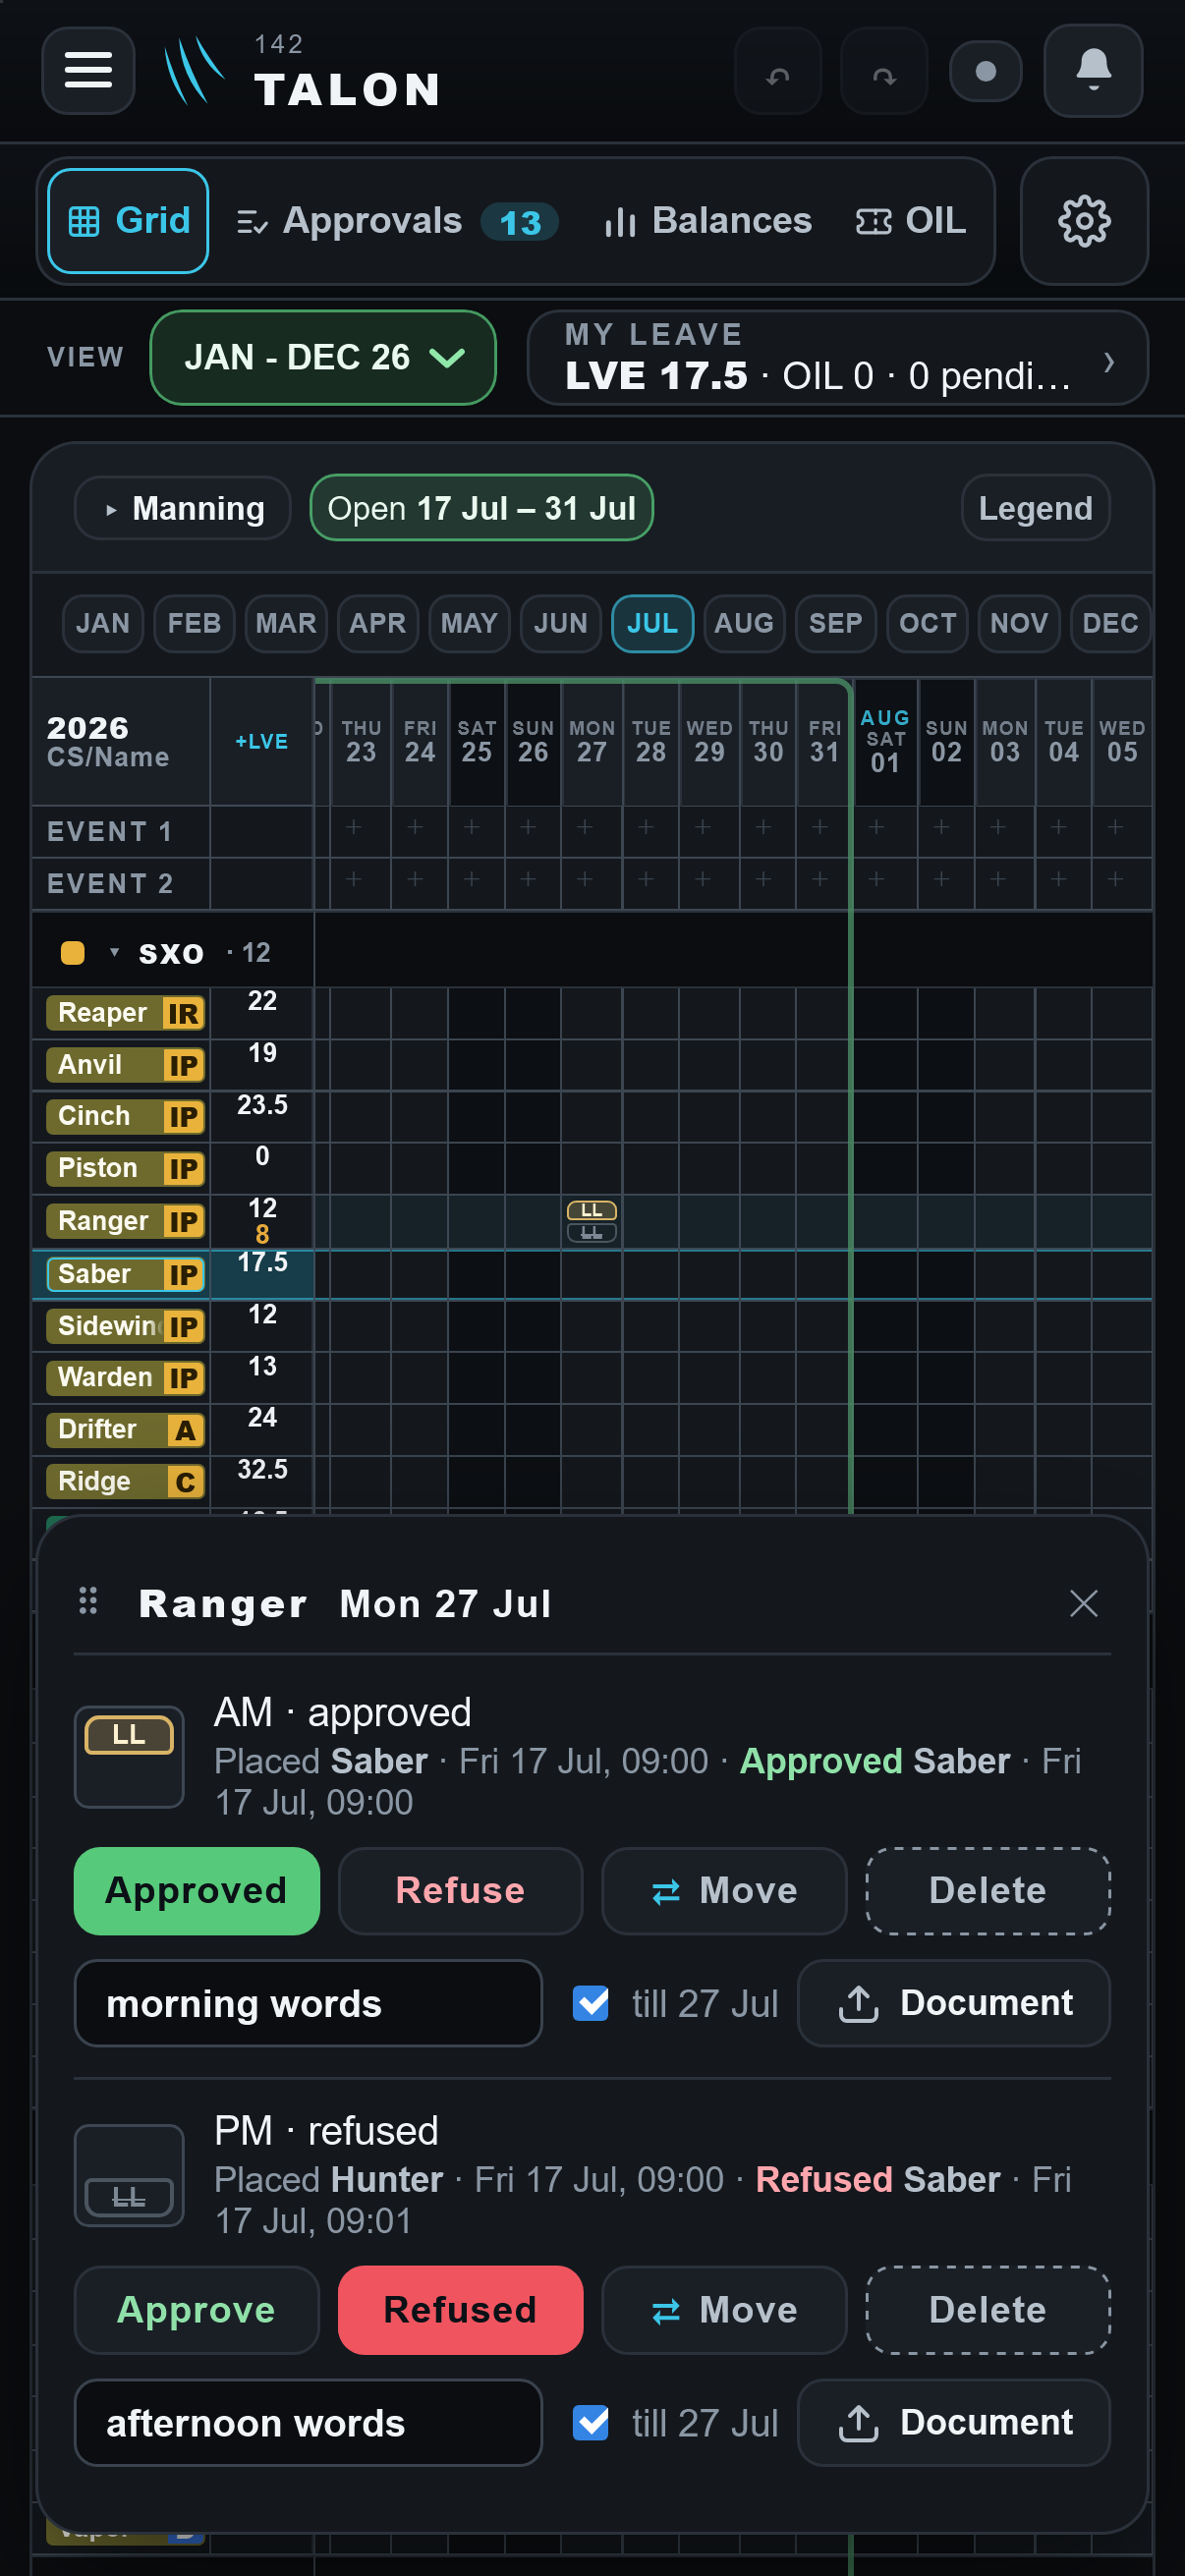 142
TALON
Grid Approvals 13 Balances OIL
VIEW JAN - DEC 26
MY LEAVE
LVE 17.5 · OIL 0 · 0 pendi…
Manning Open 17 Jul – 31 Jul Legend
JAN FEB MAR APR MAY JUN JUL AUG SEP OCT NOV DEC
2026
CS/Name
+LVE
THU 23 FRI 24 SAT 25 SUN 26 MON 27 TUE 28 WED 29 THU 30 FRI 31 AUG SAT 01 SUN 02 MON 03 TUE 04 WED 05
EVENT 1 + + + + + + + + + + + + + +
EVENT 2 + + + + + + + + + + + + + +
SXO · 12
Reaper IR 22
Anvil IP 19
Cinch IP 23.5
Piston IP 0
Ranger IP 12 8 LL LL
Saber IP 17.5
Sidewin IP 12
Warden IP 13
Drifter A 24
Ridge C 32.5
Ranger Mon 27 Jul
LL
AM · approved
Placed Saber · Fri 17 Jul, 09:00 · Approved Saber · Fri
17 Jul, 09:00
Approved Refuse Move Delete
morning words till 27 Jul Document
LL
PM · refused
Placed Hunter · Fri 17 Jul, 09:00 · Refused Saber · Fri
17 Jul, 09:01
Approve Refused Move Delete
afternoon words till 27 Jul Document